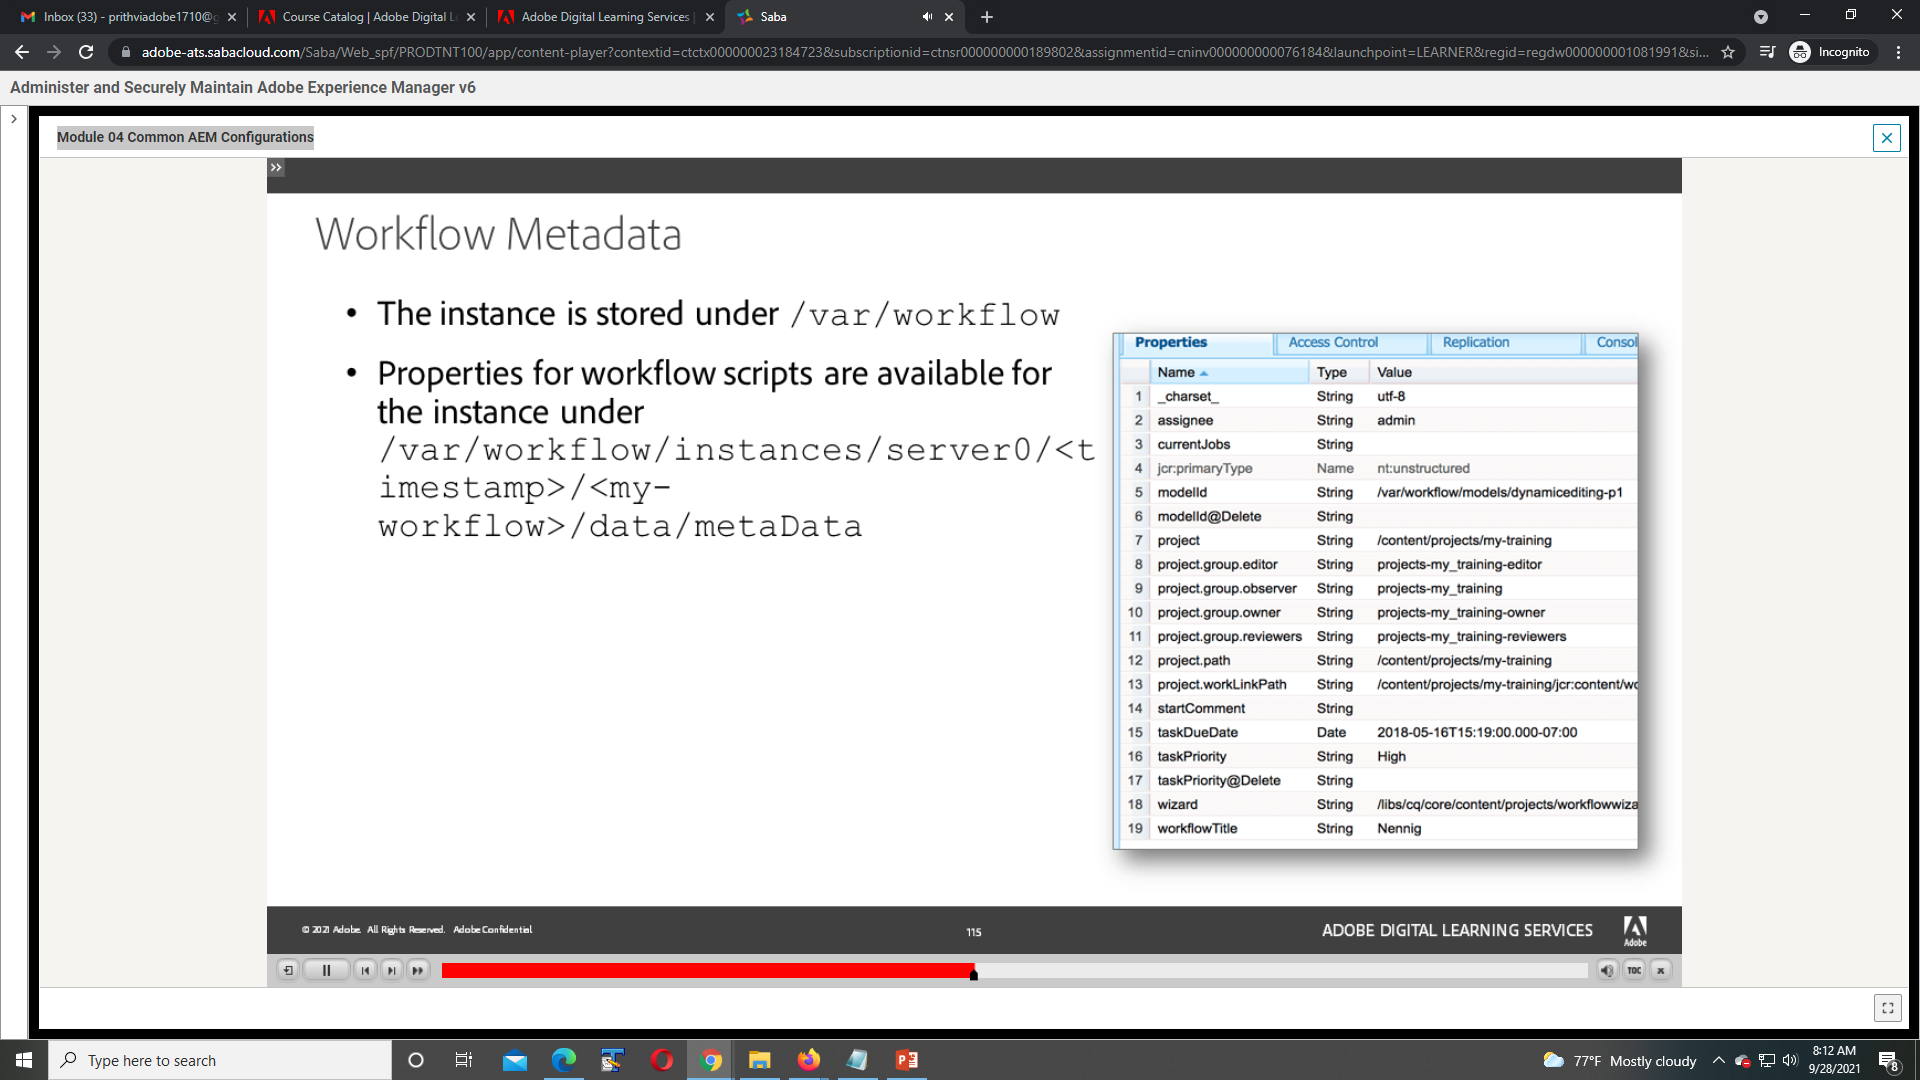 Inbox (33) - prithviadobe1710@g
Course Catalog | Adobe Digital L
Adobe Digital Learning Services |
Saba
adobe-ats.sabacloud.com/Saba/Web_spf/PRODTNT100/app/content-player?contextid=ctctx000000023184723&subscriptionid=ctnsr000000000189802&assignmentid=cninv000000000076184&launchpoint=LEARNER&regid=regdw000000001081991&si...
Incognito
Administer and Securely Maintain Adobe Experience Manager v6
Module 04 Common AEM Configurations
Workflow Metadata
• The instance is stored under /var/workflow
• Properties for workflow scripts are available for
the instance under
/var/workflow/instances/server0/<t
imestamp>/<my-
workflow>/data/metaData
Properties Access Control Replication Consol
Name Type Value
1 _charset_ String utf-8
2 assignee String admin
3 currentJobs String
4 jcr:primaryType Name nt:unstructured
5 modelId String /var/workflow/models/dynamicediting-p1
6 modelId@Delete String
7 project String /content/projects/my-training
8 project.group.editor String projects-my_training-editor
9 project.group.observer String projects-my_training
10 project.group.owner String projects-my_training-owner
11 project.group.reviewers String projects-my_training-reviewers
12 project.path String /content/projects/my-training
13 project.workLinkPath String /content/projects/my-training/jcr:content/wo
14 startComment String
15 taskDueDate Date 2018-05-16T15:19:00.000-07:00
16 taskPriority String High
17 taskPriority@Delete String
18 wizard String /libs/cq/core/content/projects/workflowwiza
19 workflowTitle String Nennig
© 2021 Adobe. All Rights Reserved. Adobe Confidential.
115
ADOBE DIGITAL LEARNING SERVICES
Adobe
TOC
Type here to search
77°F Mostly cloudy
8:12 AM
9/28/2021
8